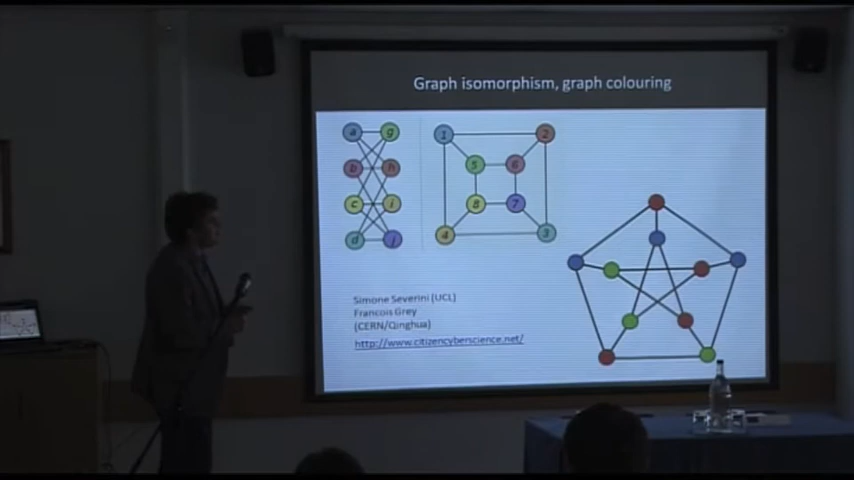 Graph isomorphism, graph colouring
a g
b h
c i
d j
1 2
5 6
8 7
4 3
Simone Severini (UCL)
Francois Grey
(CERN/Qinghua)
http://www.citizencyberscience.net/